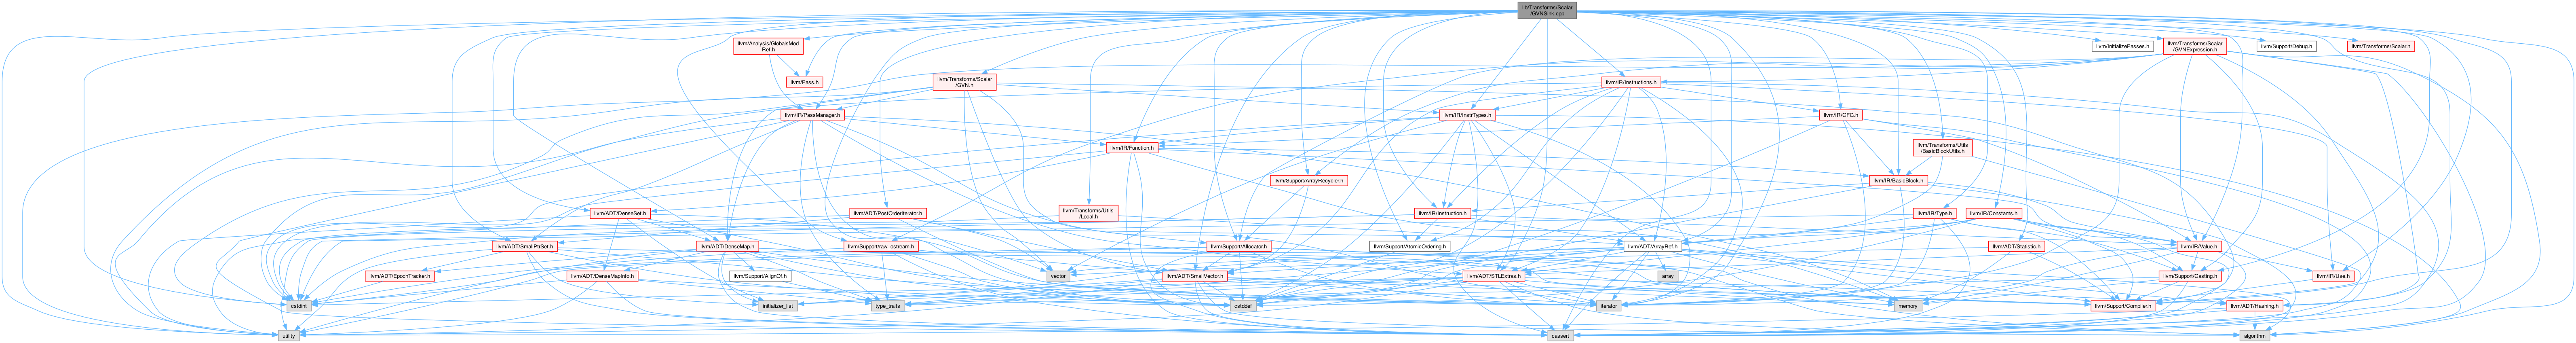 lib/Transforms/Scalar
/GVNSink.cpp
llvm/Analysis/GlobalsMod
Ref.h
llvm/InitializePasses.h
llvm/Transforms/Scalar
/GVNExpression.h
llvm/Support/Debug.h
llvm/Transforms/Scalar.h
llvm/Pass.h
llvm/Transforms/Scalar
/GVN.h
llvm/IR/Instructions.h
llvm/IR/PassManager.h
llvm/IR/InstrTypes.h
llvm/IR/CFG.h
llvm/IR/Function.h
llvm/Transforms/Utils
/BasicBlockUtils.h
llvm/Support/ArrayRecycler.h
llvm/IR/BasicBlock.h
llvm/ADT/DenseSet.h
llvm/ADT/PostOrderIterator.h
llvm/Transforms/Utils
/Local.h
llvm/IR/Instruction.h
llvm/IR/Type.h
llvm/IR/Constants.h
llvm/ADT/SmallPtrSet.h
llvm/ADT/DenseMap.h
llvm/Support/raw_ostream.h
llvm/Support/Allocator.h
llvm/Support/AtomicOrdering.h
llvm/ADT/ArrayRef.h
llvm/ADT/Statistic.h
llvm/IR/Value.h
llvm/ADT/EpochTracker.h
llvm/ADT/DenseMapInfo.h
llvm/Support/AlignOf.h
vector
llvm/ADT/SmallVector.h
llvm/ADT/STLExtras.h
array
llvm/Support/Casting.h
llvm/IR/Use.h
cstdint
initializer_list
type_traits
cstddef
iterator
memory
llvm/Support/Compiler.h
llvm/ADT/Hashing.h
utility
cassert
algorithm